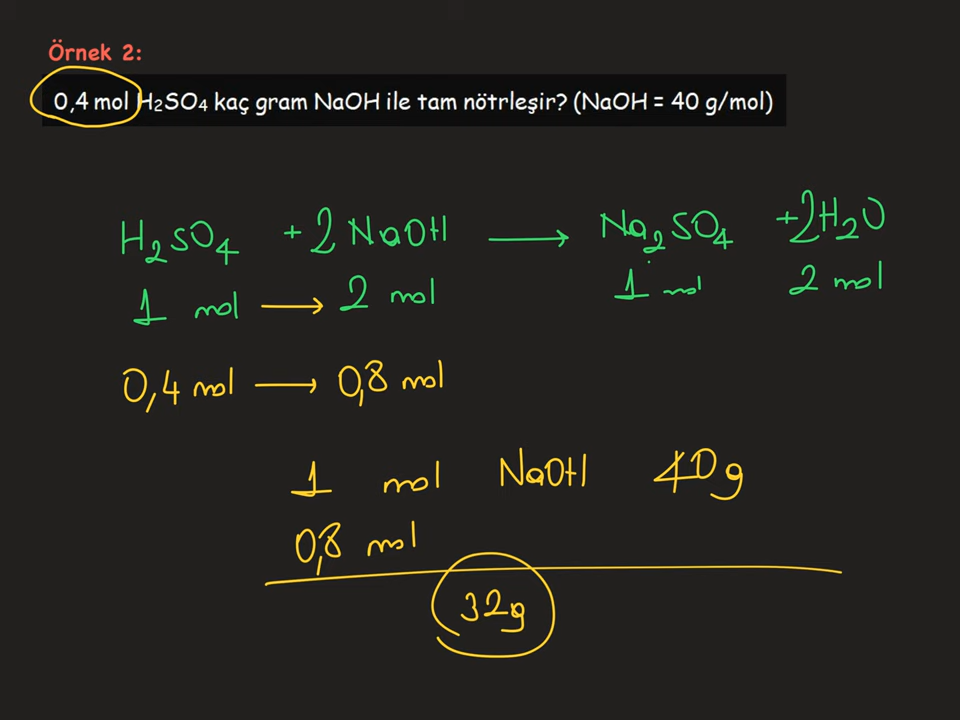 Örnek 2:
0,4 mol H₂SO₄ kaç gram NaOH ile tam nötrleşir? (NaOH = 40 g/mol)
H₂SO₄ + 2 NaOH → Na₂SO₄ + 2H₂O
1 mol → 2 mol 1 mol 2 mol
0,4 mol → 0,8 mol
1 mol NaOH 40g
0,8 mol
32g